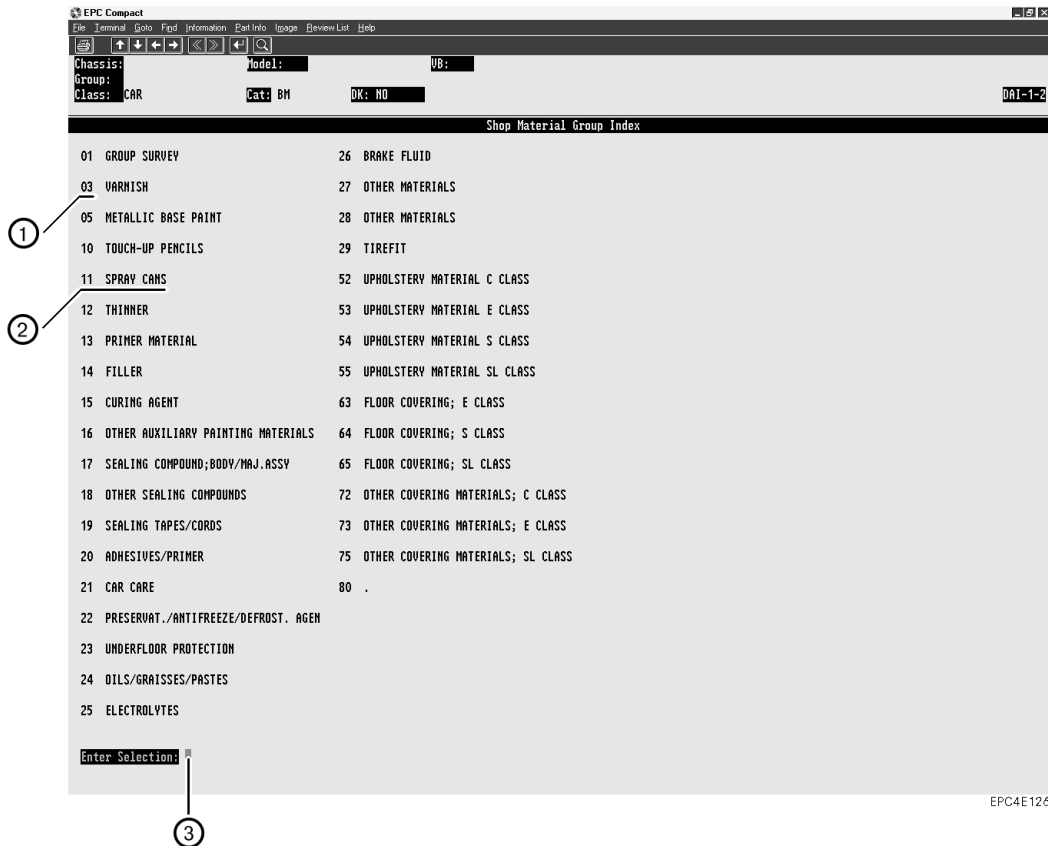 EPC Compact
File Terminal Goto Find Information Part Info Image Review List Help
Chassis: Model: VB:
Group:
Class: CAR Cat: BM DK: NO DAI-1-2
Shop Material Group Index
01 GROUP SURVEY 26 BRAKE FLUID
03 VARNISH 27 OTHER MATERIALS
05 METALLIC BASE PAINT 28 OTHER MATERIALS
10 TOUCH-UP PENCILS 29 TIREFIT
11 SPRAY CANS 52 UPHOLSTERY MATERIAL C CLASS
12 THINNER 53 UPHOLSTERY MATERIAL E CLASS
13 PRIMER MATERIAL 54 UPHOLSTERY MATERIAL S CLASS
14 FILLER 55 UPHOLSTERY MATERIAL SL CLASS
15 CURING AGENT 63 FLOOR COVERING; E CLASS
16 OTHER AUXILIARY PAINTING MATERIALS 64 FLOOR COVERING; S CLASS
17 SEALING COMPOUND;BODY/MAJ.ASSY 65 FLOOR COVERING; SL CLASS
18 OTHER SEALING COMPOUNDS 72 OTHER COVERING MATERIALS; C CLASS
19 SEALING TAPES/CORDS 73 OTHER COVERING MATERIALS; E CLASS
20 ADHESIVES/PRIMER 75 OTHER COVERING MATERIALS; SL CLASS
21 CAR CARE 80 .
22 PRESERVAT./ANTIFREEZE/DEFROST. AGEN
23 UNDERFLOOR PROTECTION
24 OILS/GRAISSES/PASTES
25 ELECTROLYTES
Enter Selection:
1
2
3
EPC4E126